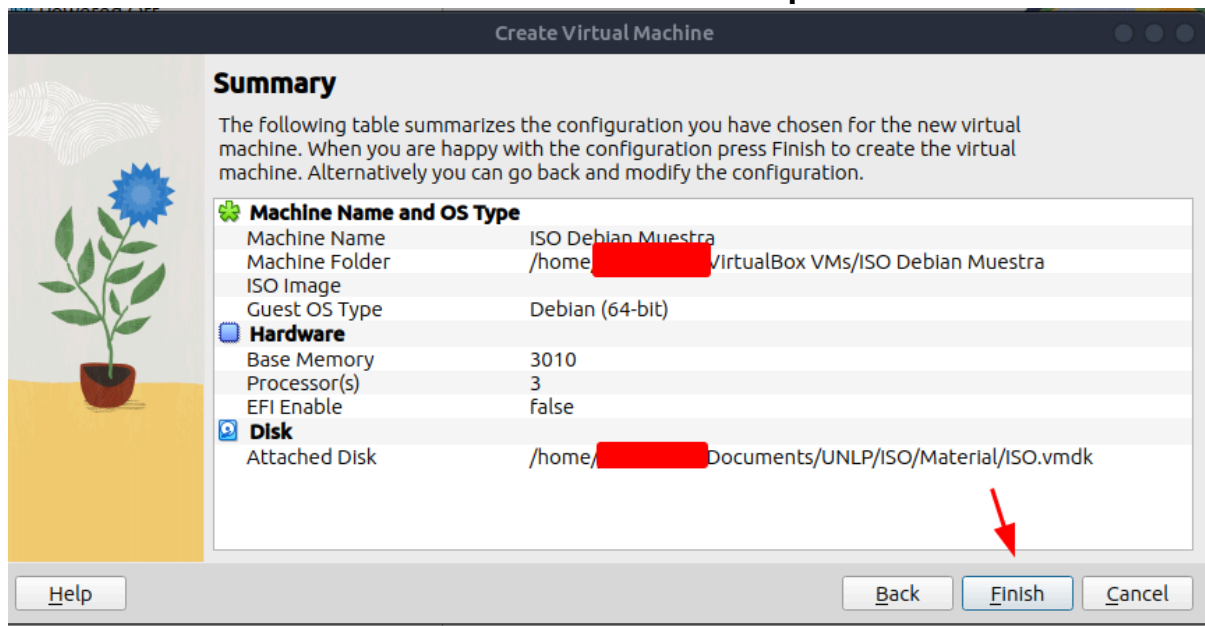 Create Virtual Machine
Summary
The following table summarizes the configuration you have chosen for the new virtual
machine. When you are happy with the configuration press Finish to create the virtual
machine. Alternatively you can go back and modify the configuration.
Machine Name and OS Type
Machine Name ISO Debian Muestra
Machine Folder /home/ VirtualBox VMs/ISO Debian Muestra
ISO Image
Guest OS Type Debian (64-bit)
Hardware
Base Memory 3010
Processor(s) 3
EFI Enable false
Disk
Attached Disk /home/ Documents/UNLP/ISO/Material/ISO.vmdk
Help Back Finish Cancel